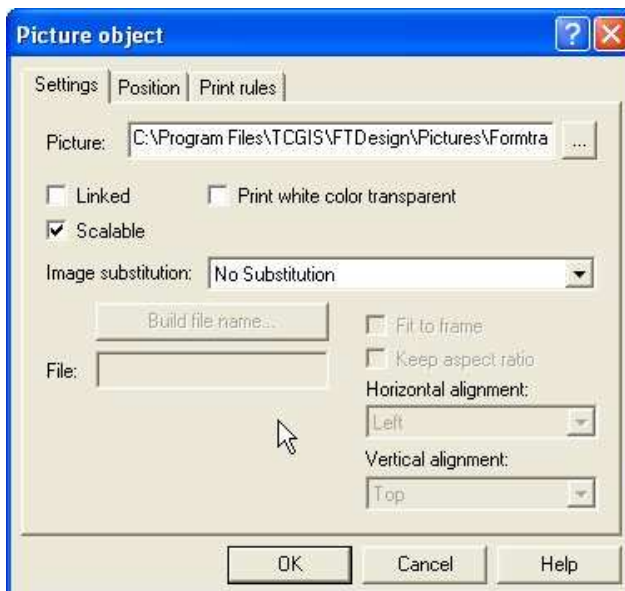 Picture object
Settings Position Print rules
Picture: C:\Program Files\TCGIS\FTDesign\Pictures\Formtra ...
Linked Print white color transparent
Scalable
Image substitution: No Substitution
Build file name... Fit to frame
Keep aspect ratio
File:
Horizontal alignment:
Left
Vertical alignment:
Top
OK Cancel Help